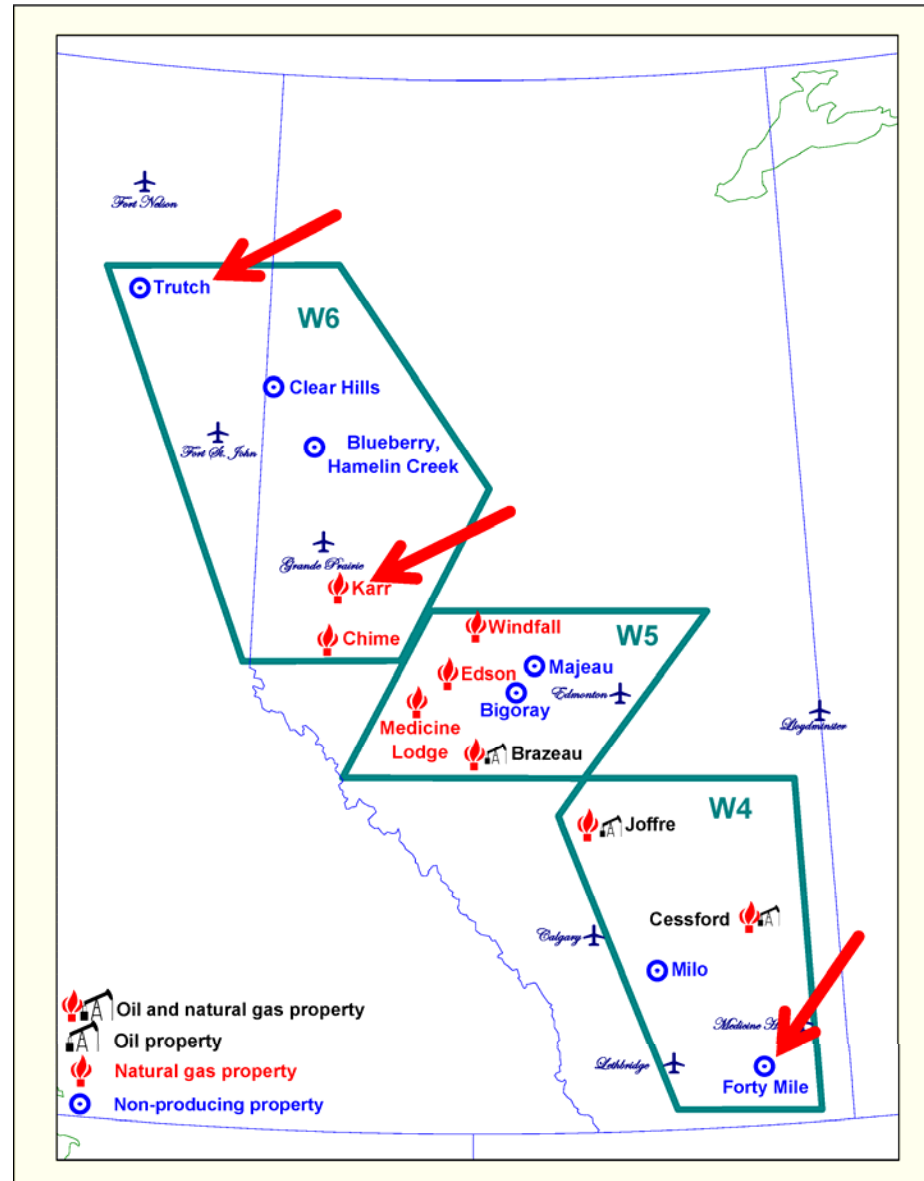 Fort Nelson
Trutch
W6
Clear Hills
Fort St. John
Blueberry,
Hamelin Creek
Grande Prairie
Karr
Chime
Windfall
W5
Edson
Majeau
Bigoray
Edmonton
Medicine
Lodge
Brazeau
Lloydminster
W4
Joffre
Cessford
Calgary
Milo
Medicine
Lethbridge
Forty Mile
Oil and natural gas property
Oil property
Natural gas property
Non-producing property